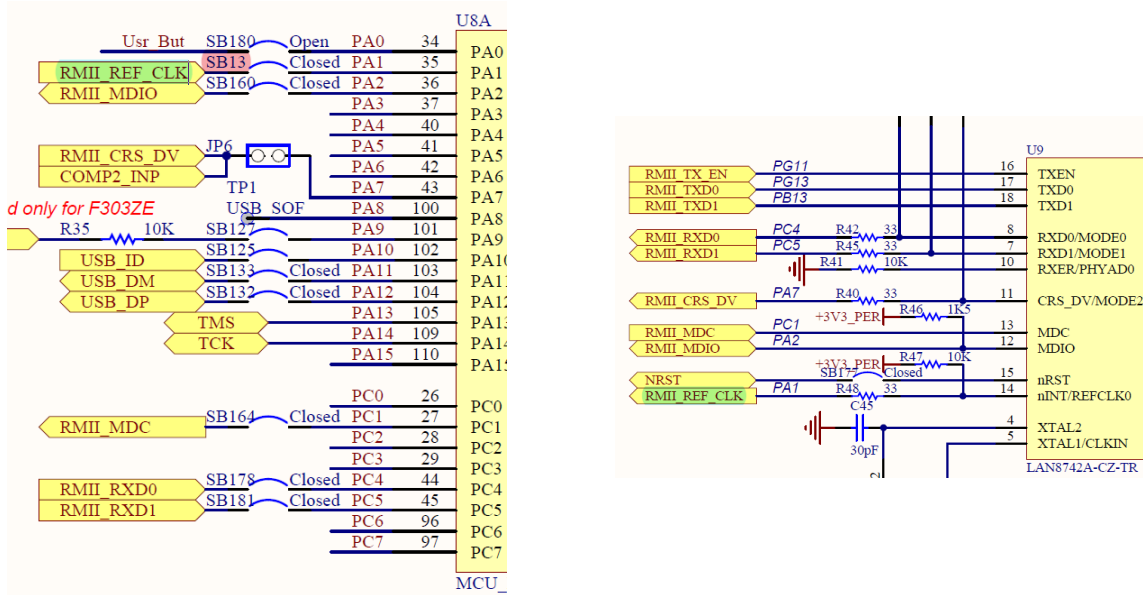 U8A
Usr_But SB180 Open PA0 34 PA0
RMII_REF_CLK SB13 Closed PA1 35 PA1
RMII_MDIO SB160 Closed PA2 36 PA2
PA3 37 PA3
PA4 40 PA4
RMII_CRS_DV JP6 PA5 41 PA5
COMP2_INP PA6 42 PA6
TP1 PA7 43 PA7
d only for F303ZE USB_SOF PA8 100 PA8
R35 10K SB127 PA9 101 PA9
USB_ID SB125 PA10 102 PA10
USB_DM SB133 Closed PA11 103 PA11
USB_DP SB132 Closed PA12 104 PA12
TMS PA13 105 PA13
TCK PA14 109 PA14
PA15 110 PA15
PC0 26 PC0
RMII_MDC SB164 Closed PC1 27 PC1
PC2 28 PC2
PC3 29 PC3
RMII_RXD0 SB178 Closed PC4 44 PC4
RMII_RXD1 SB181 Closed PC5 45 PC5
PC6 96 PC6
PC7 97 PC7
MCU_
U9
RMII_TX_EN PG11 16 TXEN
RMII_TXD0 PG13 17 TXD0
RMII_TXD1 PB13 18 TXD1
RMII_RXD0 PC4 R42 33 8 RXD0/MODE0
RMII_RXD1 PC5 R45 33 7 RXD1/MODE1
R41 10K 10 RXER/PHYAD0
RMII_CRS_DV PA7 R40 33 11 CRS_DV/MODE2
+3V3_PER R46 1K5
RMII_MDC PC1 13 MDC
RMII_MDIO PA2 12 MDIO
+3V3_PER R47 10K
NRST SB177 Closed 15 nRST
RMII_REF_CLK PA1 R48 33 14 nINT/REFCLK0
C45 4 XTAL2
30pF 5 XTAL1/CLKIN
2 LAN8742A-CZ-TR